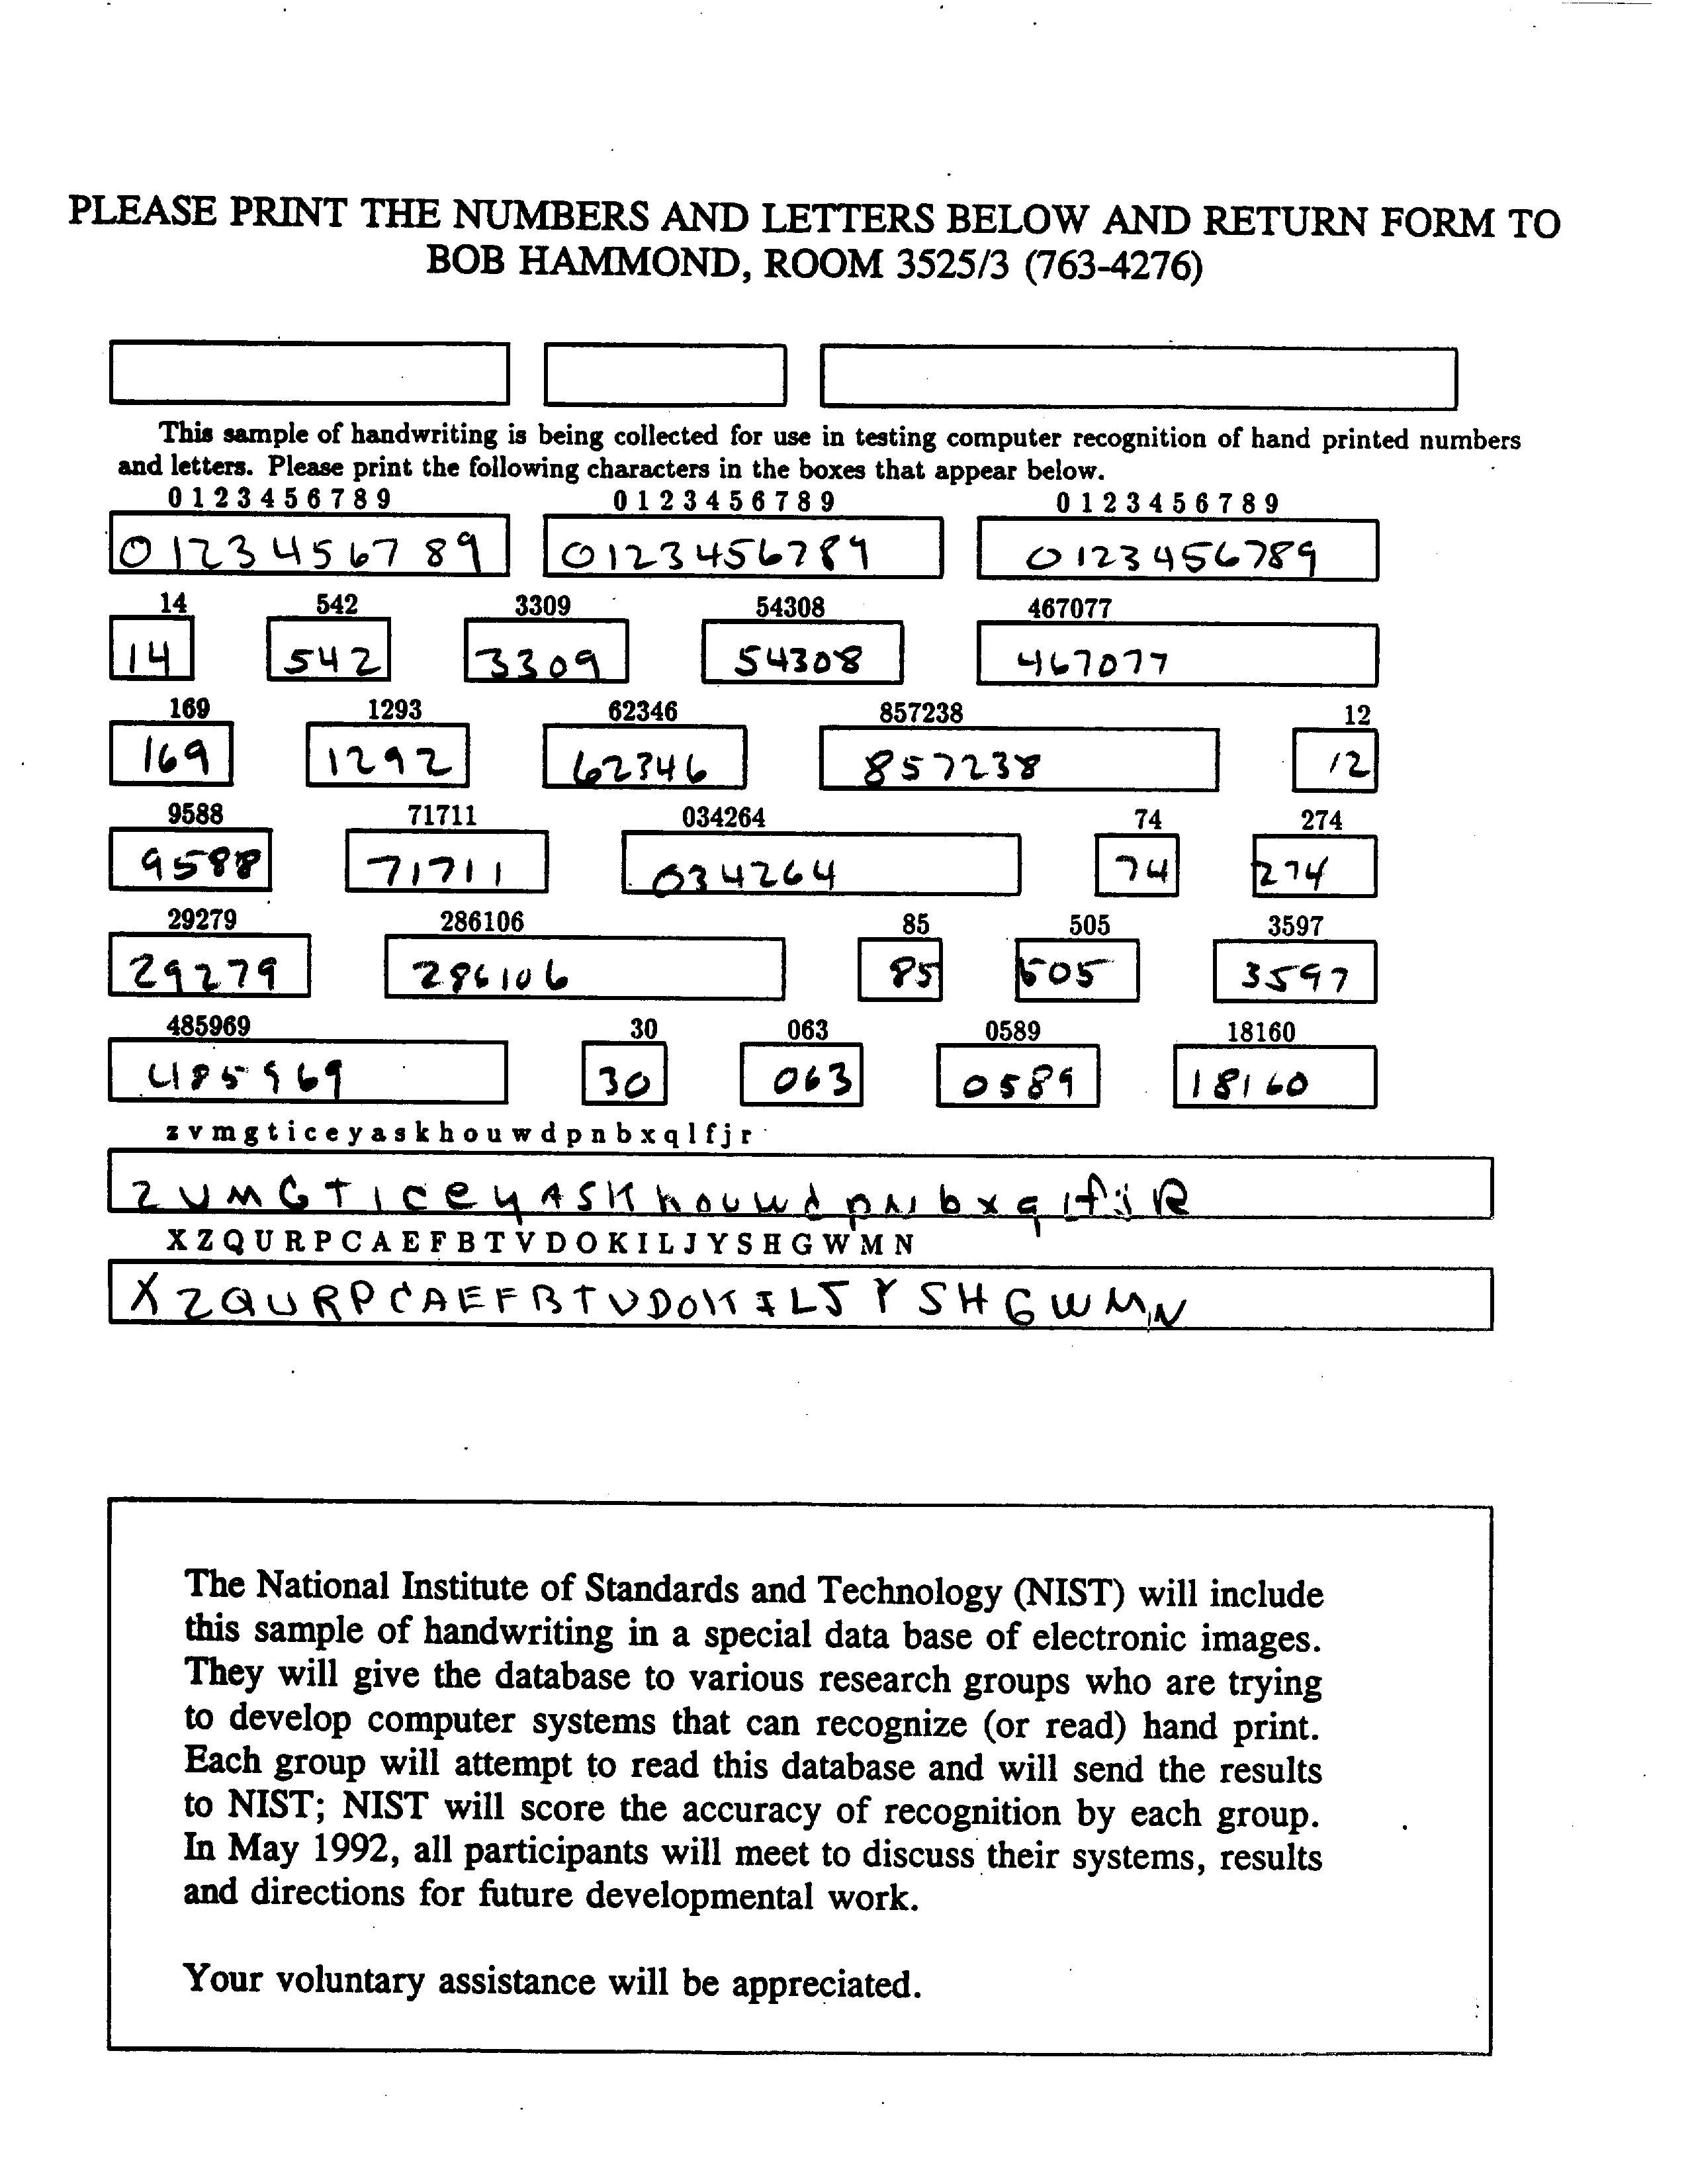 PLEASE PRINT THE NUMBERS AND LETTERS BELOW AND RETURN FORM TO
BOB HAMMOND, ROOM 3525/3 (763-4276)
This sample of handwriting is being collected for use in testing computer recognition of hand printed numbers
and letters. Please print the following characters in the boxes that appear below.
0 1 2 3 4 5 6 7 8 9 0 1 2 3 4 5 6 7 8 9 0 1 2 3 4 5 6 7 8 9
0123456789 0123456789 0123456789
14 542 3309 54308 467077
14 542 3309 54308 467077
169 1293 62346 857238 12
169 1292 62346 857238 12
9588 71711 034264 74 274
9588 71711 034264 74 274
29279 286106 85 505 3597
29279 286106 85 505 3597
485969 30 063 0589 18160
485969 30 063 0589 18160
z v m g t i c e y a s k h o u w d p n b x q l f j r
z v m G T i c e y A S K h o u w d p N b x q l f j R
X Z Q U R P C A E F B T V D O K I L J Y S H G W M N
X Z Q U R P C A E F B T V D O K I L J Y S H G W M N
The National Institute of Standards and Technology (NIST) will include
this sample of handwriting in a special data base of electronic images.
They will give the database to various research groups who are trying
to develop computer systems that can recognize (or read) hand print.
Each group will attempt to read this database and will send the results
to NIST; NIST will score the accuracy of recognition by each group.
In May 1992, all participants will meet to discuss their systems, results
and directions for future developmental work.
Your voluntary assistance will be appreciated.